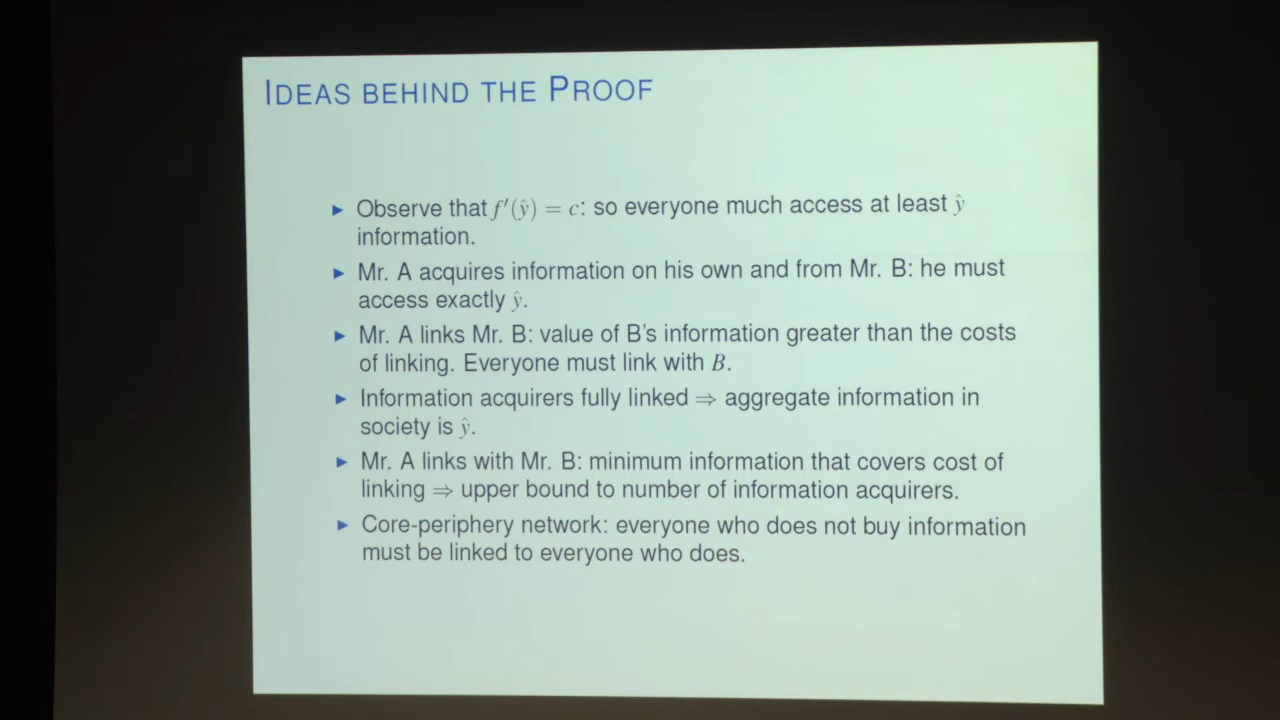 IDEAS BEHIND THE PROOF
▶ Observe that f′(ŷ) = c: so everyone much access at least ŷ
information.
▶ Mr. A acquires information on his own and from Mr. B: he must
access exactly ŷ.
▶ Mr. A links Mr. B: value of B's information greater than the costs
of linking. Everyone must link with B.
▶ Information acquirers fully linked ⇒ aggregate information in
society is ŷ.
▶ Mr. A links with Mr. B: minimum information that covers cost of
linking ⇒ upper bound to number of information acquirers.
▶ Core-periphery network: everyone who does not buy information
must be linked to everyone who does.